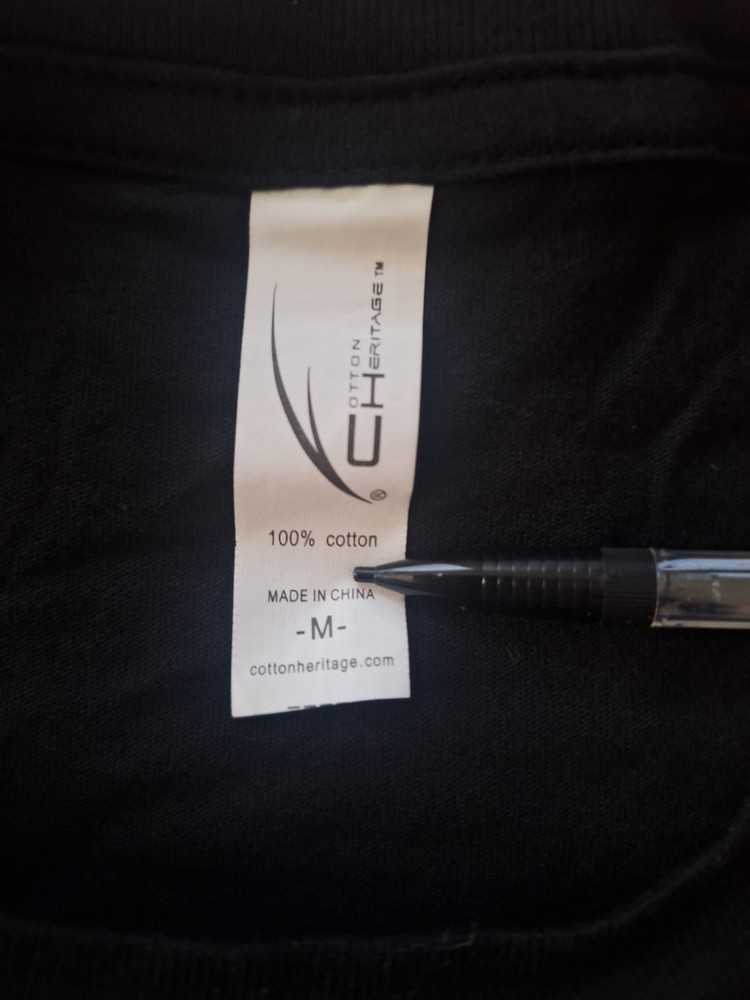 COTTON
HERITAGE™
®
100% cotton
MADE IN CHINA
-M-
cottonheritage.com